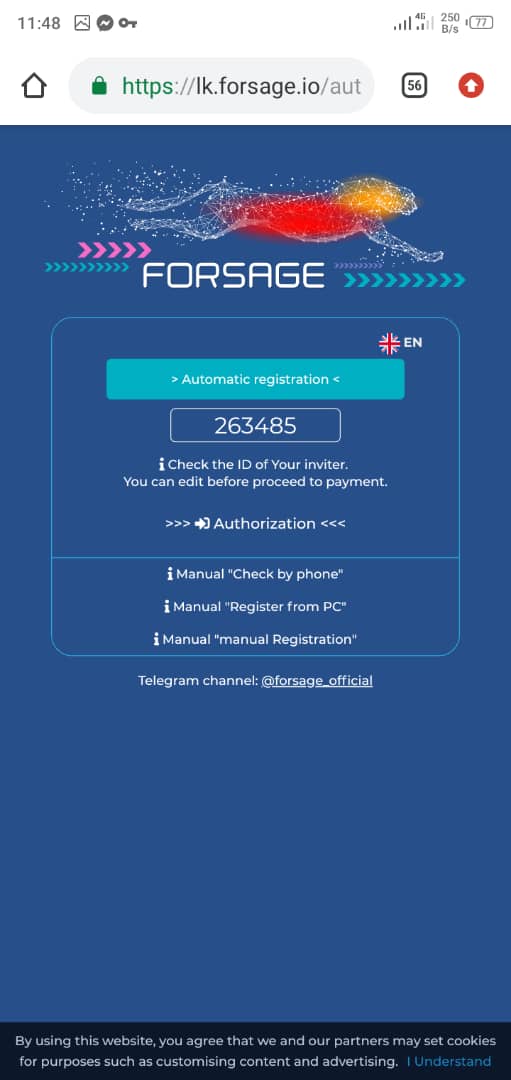 11:48 4G 250 B/s 77
https://lk.forsage.io/aut 56
FORSAGE
EN
> Automatic registration <
263485
Check the ID of Your inviter.
You can edit before proceed to payment.
>>> Authorization <<<
Manual "Check by phone"
Manual "Register from PC"
Manual "manual Registration"
Telegram channel: @forsage_official
By using this website, you agree that we and our partners may set cookies
for purposes such as customising content and advertising. I Understand